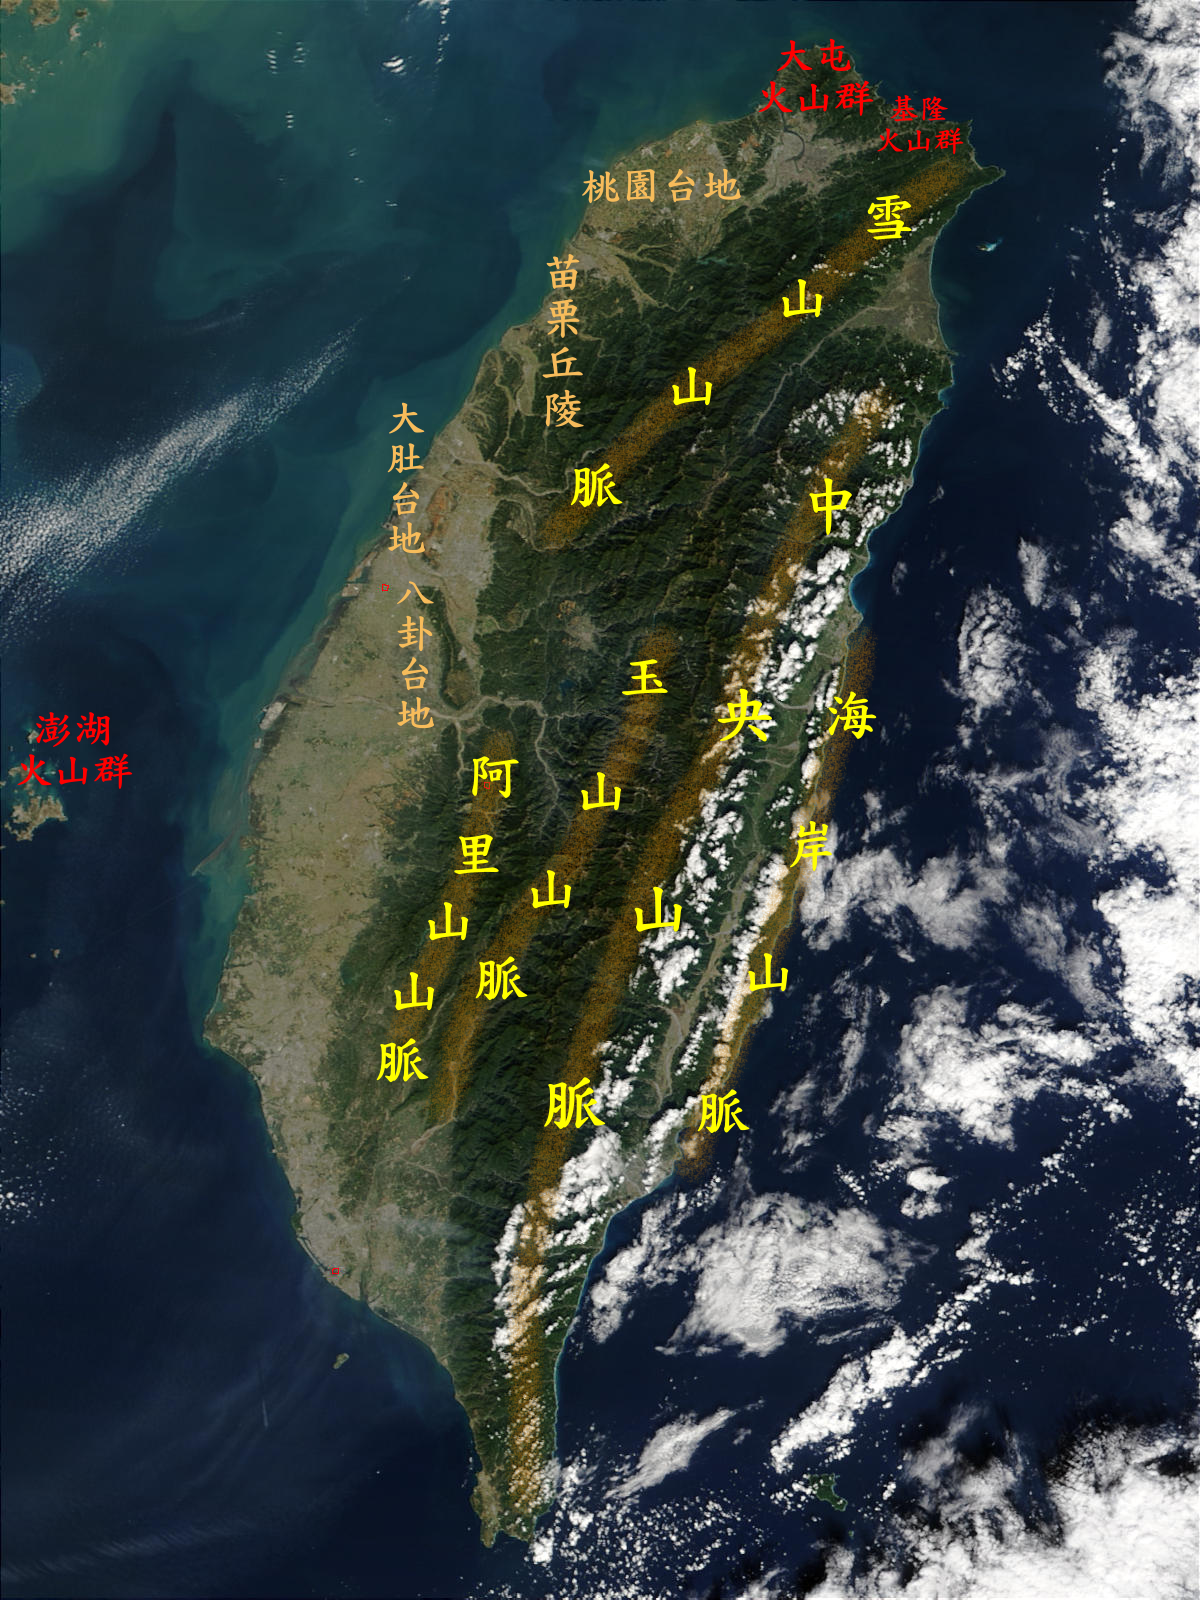 大屯
火山群
基隆
火山群
桃園台地
苗栗丘陵
大肚台地
八卦台地
澎湖
火山群
雪山山脈
中央山脈
玉山山脈
阿里山山脈
海岸山脈